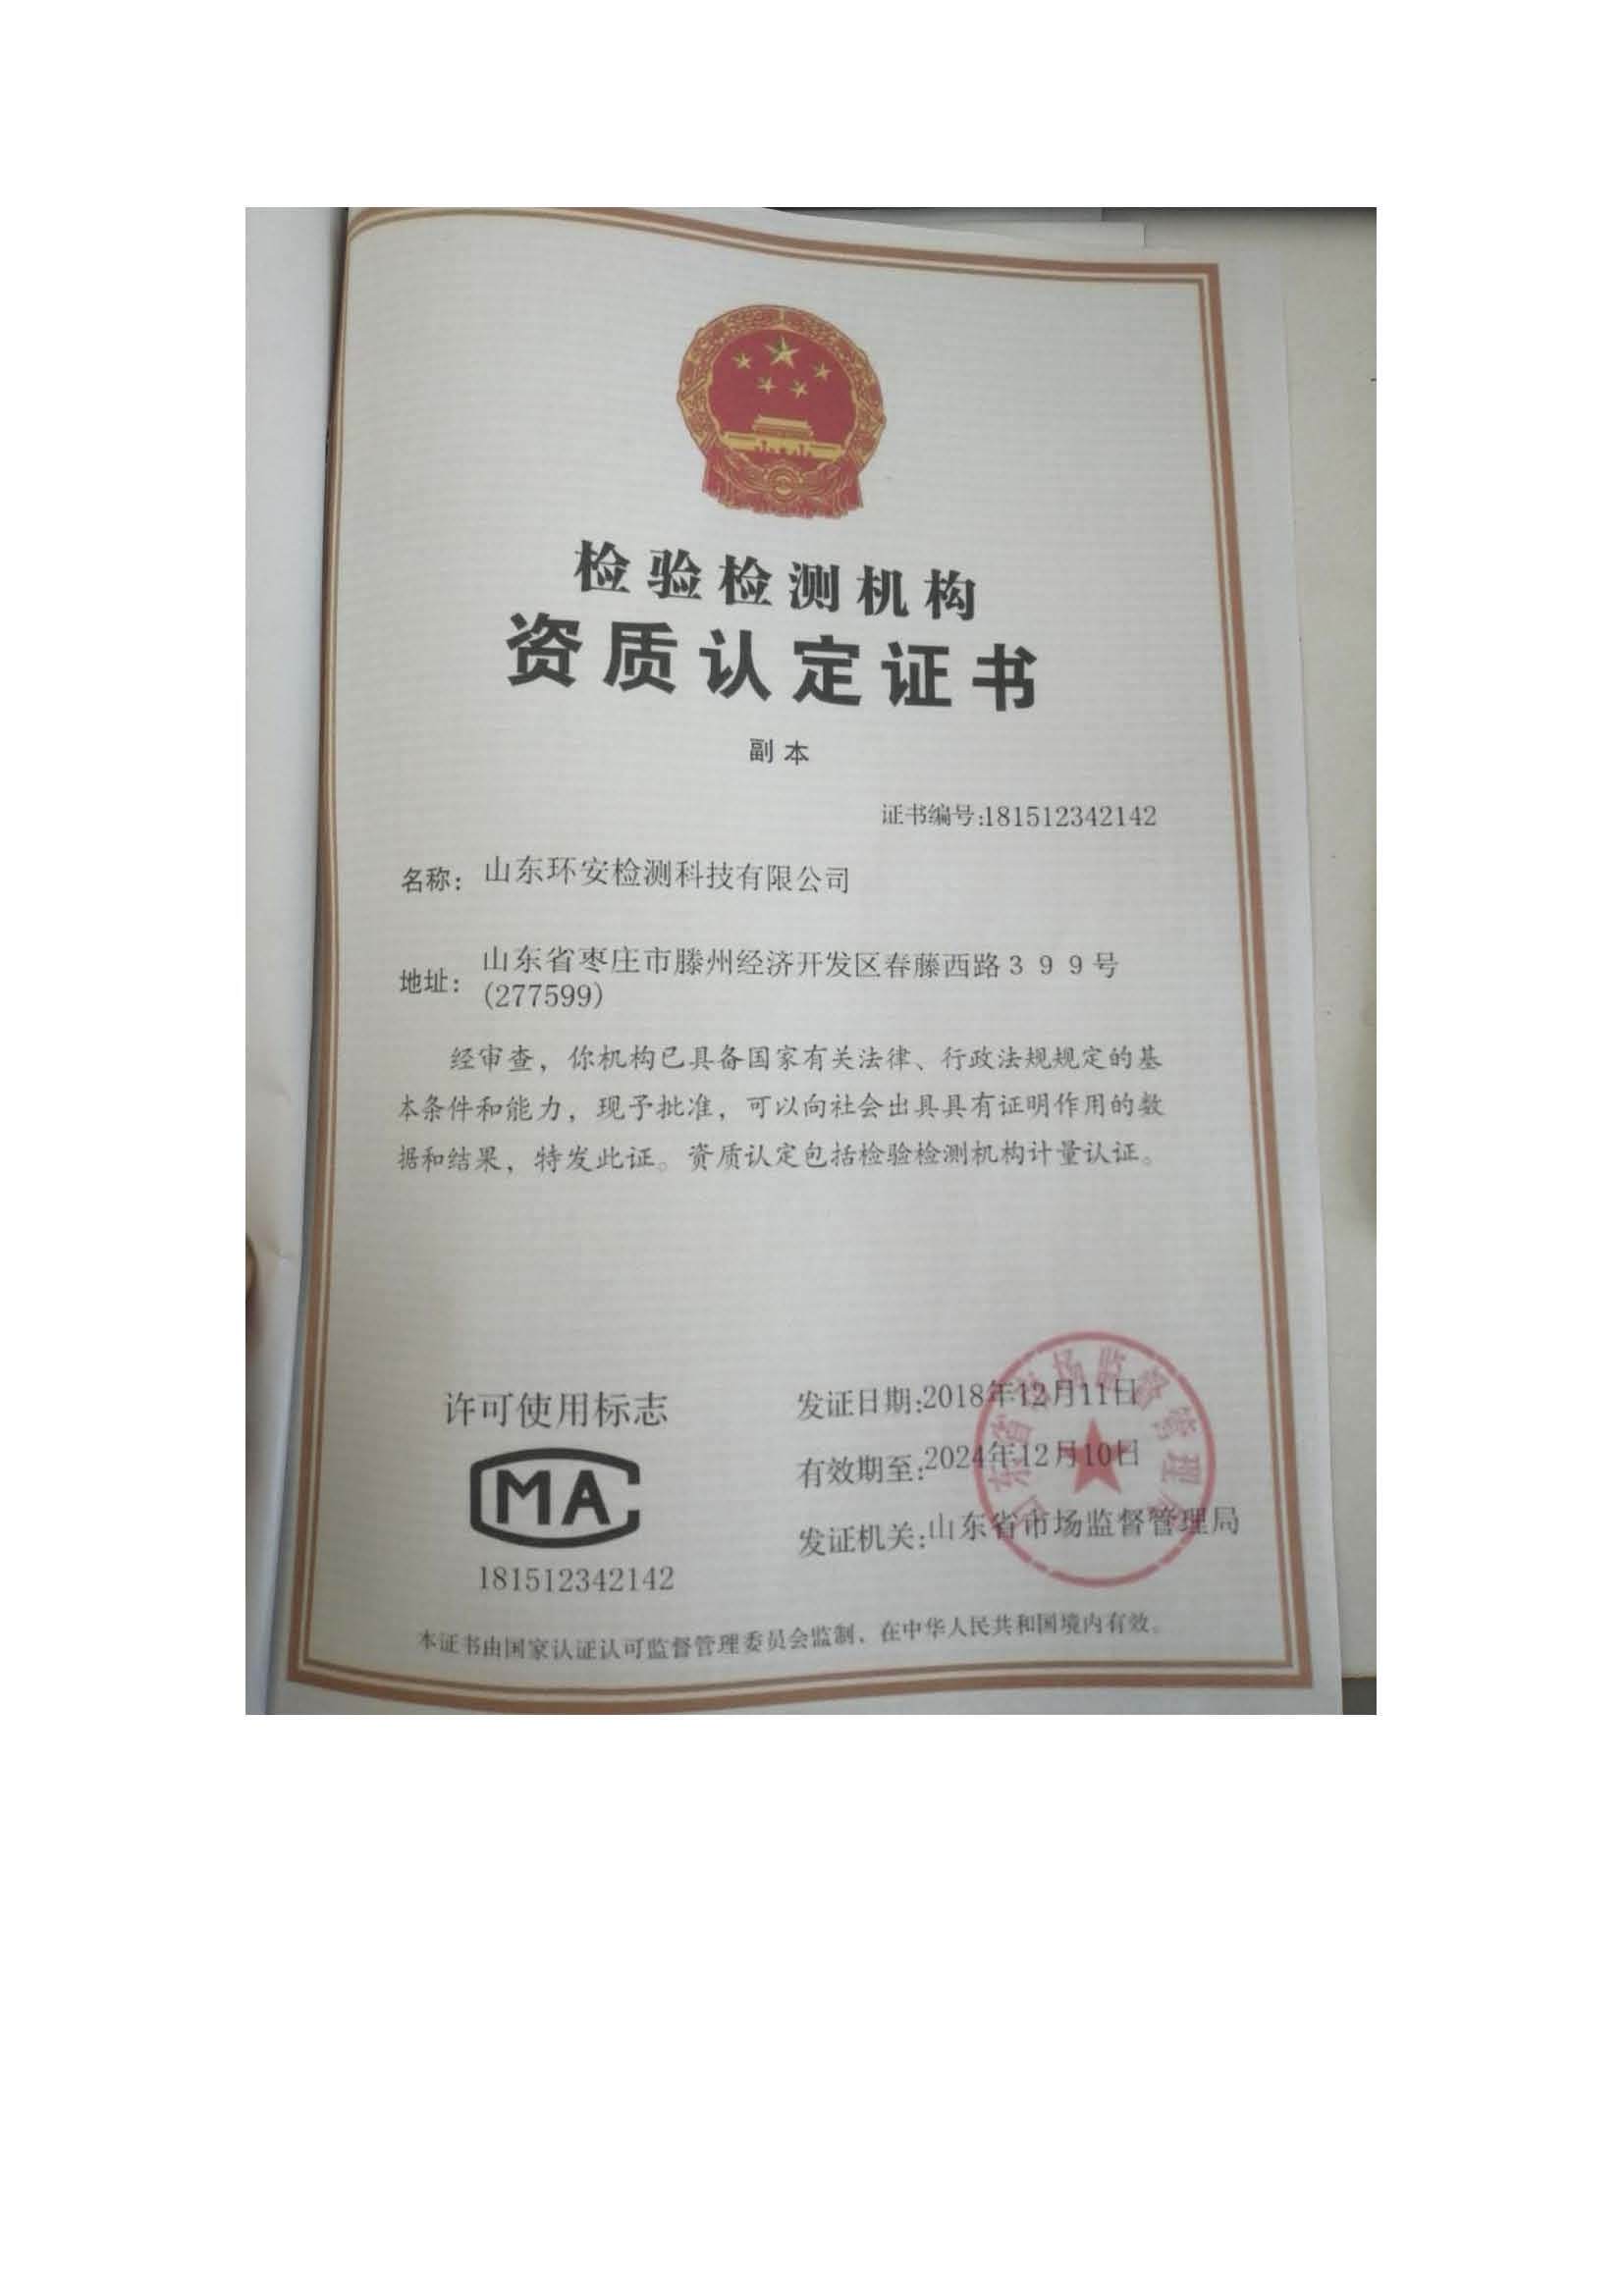 检验检测机构
资质认定证书
副本
证书编号:181512342142
名称: 山东环安检测科技有限公司
地址: 山东省枣庄市滕州经济开发区春藤西路399号
(277599)
经审查，你机构已具备国家有关法律、行政法规规定的基
本条件和能力，现予批准，可以向社会出具具有证明作用的数
据和结果，特发此证。资质认定包括检验检测机构计量认证。
许可使用标志
MA
181512342142
发证日期:2018年12月11日
有效期至:2024年12月10日
发证机关:山东省市场监督管理局
山东省市场监督管理局
本证书由国家认证认可监督管理委员会监制，在中华人民共和国境内有效。